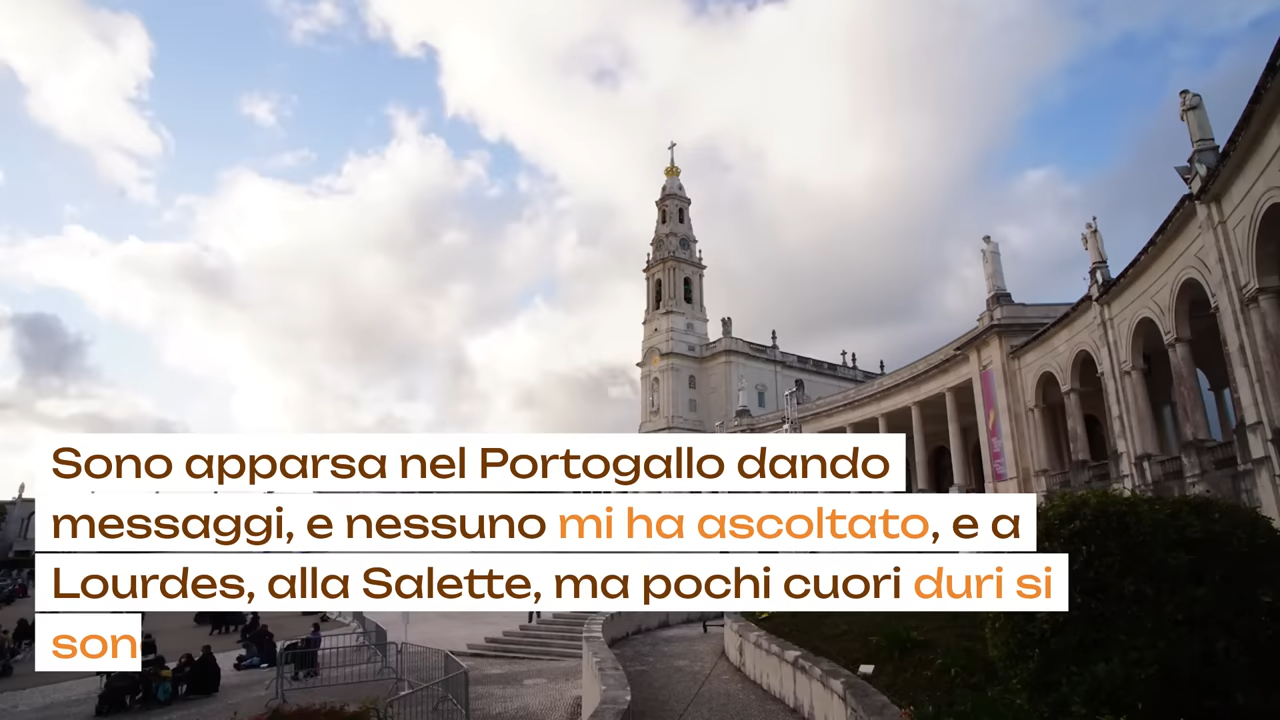 Sono apparsa nel Portogallo dando
messaggi, e nessuno mi ha ascoltato, e a
Lourdes, alla Salette, ma pochi cuori duri si
son